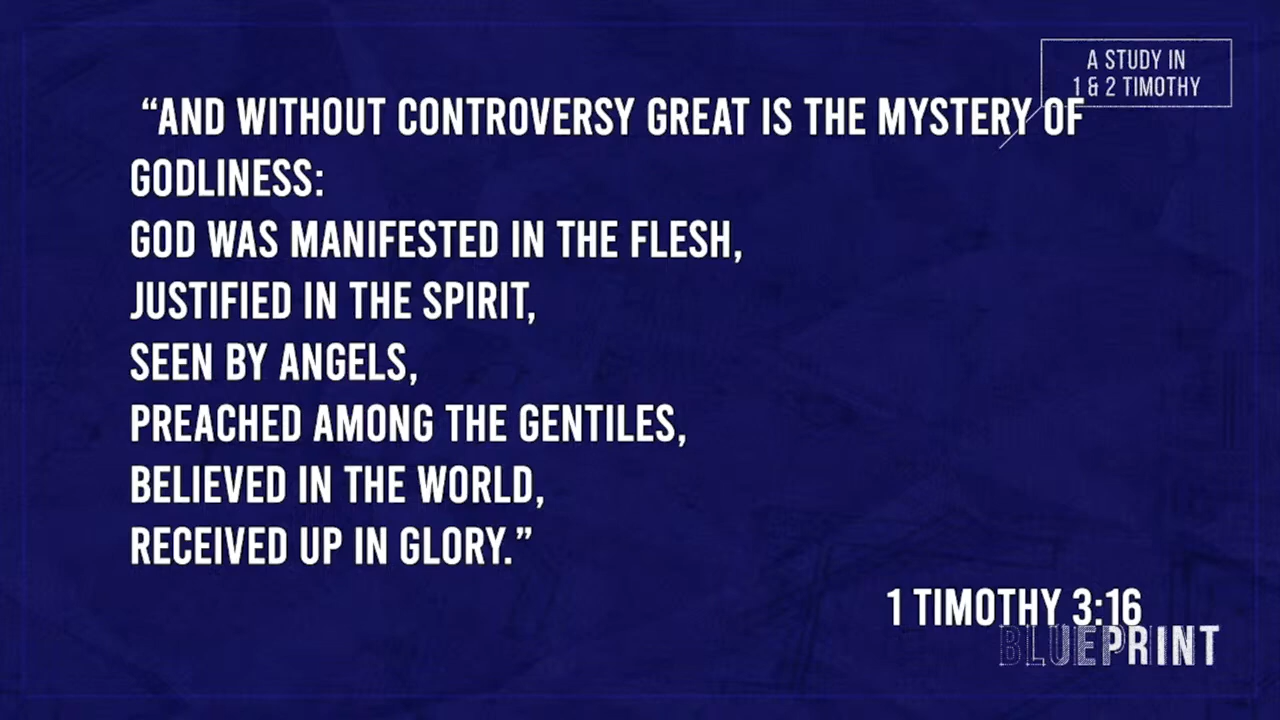 A STUDY IN
1 & 2 TIMOTHY
“AND WITHOUT CONTROVERSY GREAT IS THE MYSTERY OF
GODLINESS:
GOD WAS MANIFESTED IN THE FLESH,
JUSTIFIED IN THE SPIRIT,
SEEN BY ANGELS,
PREACHED AMONG THE GENTILES,
BELIEVED IN THE WORLD,
RECEIVED UP IN GLORY.”
1 TIMOTHY 3:16
BLUEPRINT